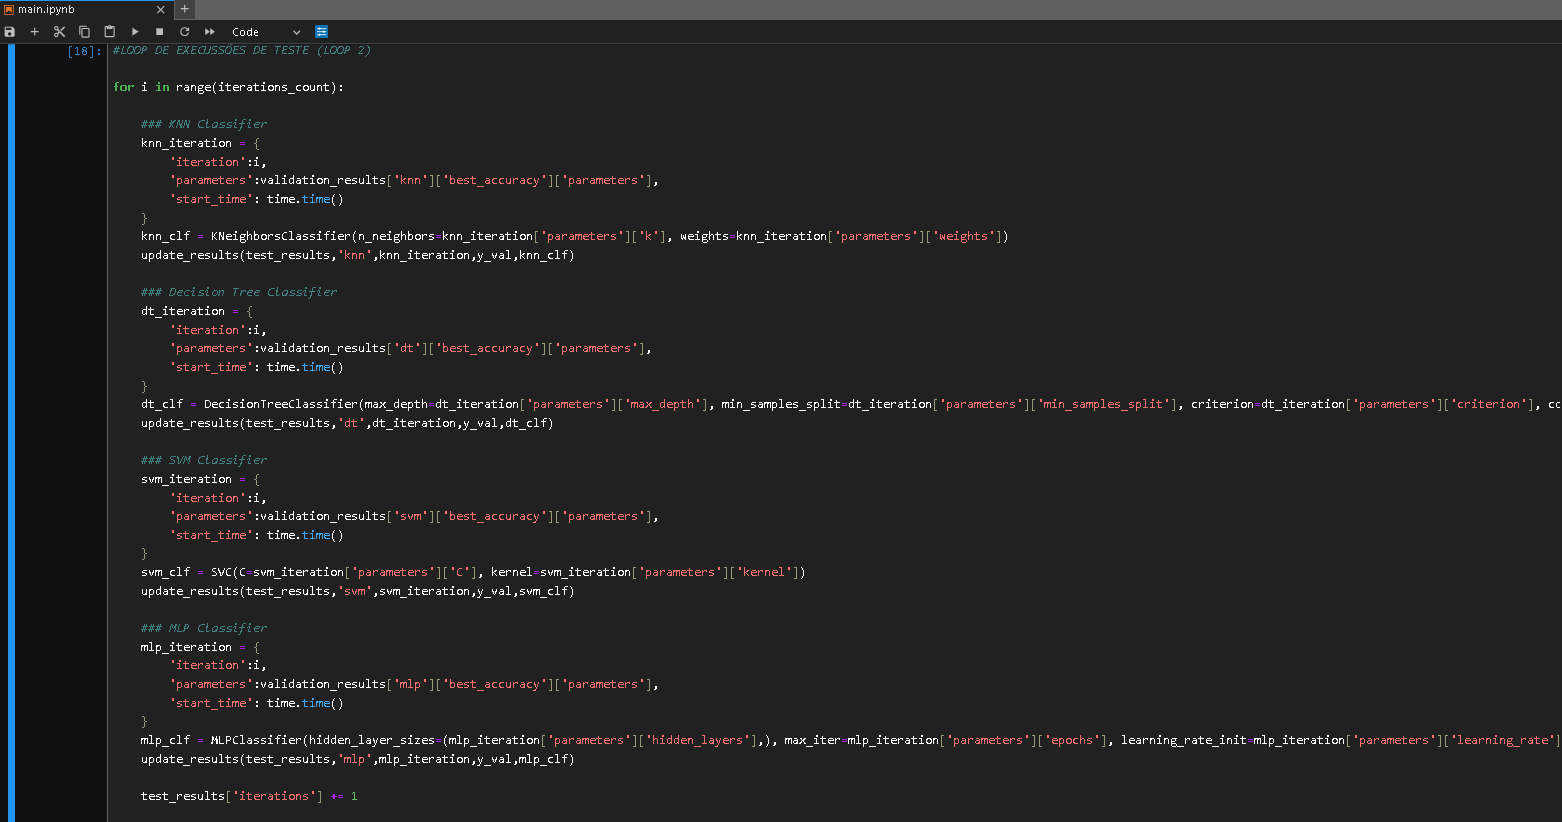 main.ipynb
Code
[18]: #LOOP DE EXECUSSÕES DE TESTE (LOOP 2)
for i in range(iterations_count):
### KNN Classifier
knn_iteration = {
'iteration':i,
'parameters':validation_results['knn']['best_accuracy']['parameters'],
'start_time': time.time()
}
knn_clf = KNeighborsClassifier(n_neighbors=knn_iteration['parameters']['k'], weights=knn_iteration['parameters']['weights'])
update_results(test_results,'knn',knn_iteration,y_val,knn_clf)
### Decision Tree Classifier
dt_iteration = {
'iteration':i,
'parameters':validation_results['dt']['best_accuracy']['parameters'],
'start_time': time.time()
}
dt_clf = DecisionTreeClassifier(max_depth=dt_iteration['parameters']['max_depth'], min_samples_split=dt_iteration['parameters']['min_samples_split'], criterion=dt_iteration['parameters']['criterion'], cc
update_results(test_results,'dt',dt_iteration,y_val,dt_clf)
### SVM Classifier
svm_iteration = {
'iteration':i,
'parameters':validation_results['svm']['best_accuracy']['parameters'],
'start_time': time.time()
}
svm_clf = SVC(C=svm_iteration['parameters']['C'], kernel=svm_iteration['parameters']['kernel'])
update_results(test_results,'svm',svm_iteration,y_val,svm_clf)
### MLP Classifier
mlp_iteration = {
'iteration':i,
'parameters':validation_results['mlp']['best_accuracy']['parameters'],
'start_time': time.time()
}
mlp_clf = MLPClassifier(hidden_layer_sizes=(mlp_iteration['parameters']['hidden_layers'],), max_iter=mlp_iteration['parameters']['epochs'], learning_rate_init=mlp_iteration['parameters']['learning_rate']
update_results(test_results,'mlp',mlp_iteration,y_val,mlp_clf)
test_results['iterations'] += 1